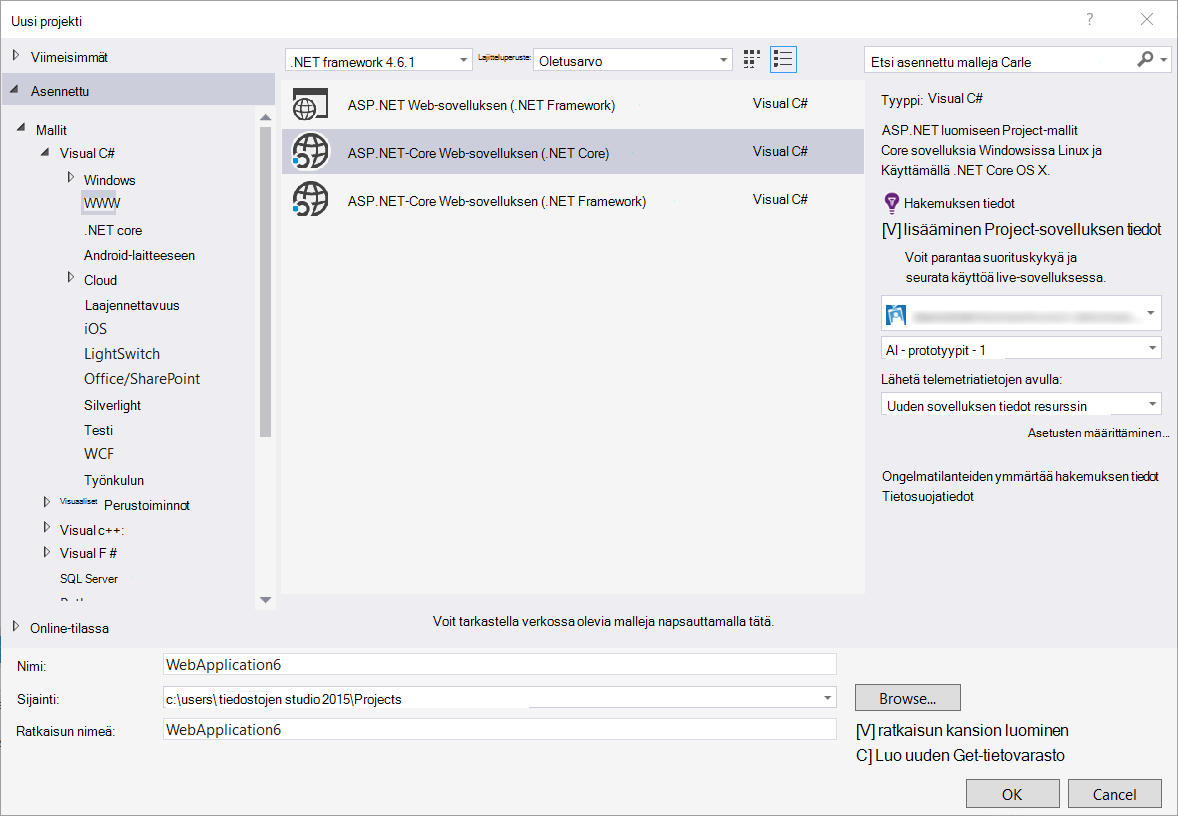 Uusi projekti
?
Viimeisimmät
Asennettu
Mallit
Visual C#
Windows
WWW
.NET core
Android-laitteeseen
Cloud
Laajennettavuus
iOS
LightSwitch
Office/SharePoint
Silverlight
Testi
WCF
Työnkulun
Visuaaliset Perustoiminnot
Visual c++:
Visual F #
SQL Server
Online-tilassa
.NET framework 4.6.1
Lajitteluperuste:
Oletusarvo
ASP.NET Web-sovelluksen (.NET Framework) Visual C#
ASP.NET-Core Web-sovelluksen (.NET Core) Visual C#
ASP.NET-Core Web-sovelluksen (.NET Framework) Visual C#
Voit tarkastella verkossa olevia malleja napsauttamalla tätä.
Etsi asennettu malleja Carle
Tyyppi: Visual C#
ASP.NET luomiseen Project-mallit
Core sovelluksia Windowsissa Linux ja
Käyttämällä .NET Core OS X.
Hakemuksen tiedot
[V] lisääminen Project-sovelluksen tiedot
Voit parantaa suorituskykyä ja
seurata käyttöä live-sovelluksessa.
AI - prototyypit - 1
Lähetä telemetriatietojen avulla:
Uuden sovelluksen tiedot resurssin
Asetusten määrittäminen...
Ongelmatilanteiden ymmärtää hakemuksen tiedot
Tietosuojatiedot
Nimi: WebApplication6
Sijainti: c:\users\ tiedostojen studio 2015\Projects
Browse...
Ratkaisun nimeä: WebApplication6
[V] ratkaisun kansion luominen
C] Luo uuden Get-tietovarasto
OK
Cancel